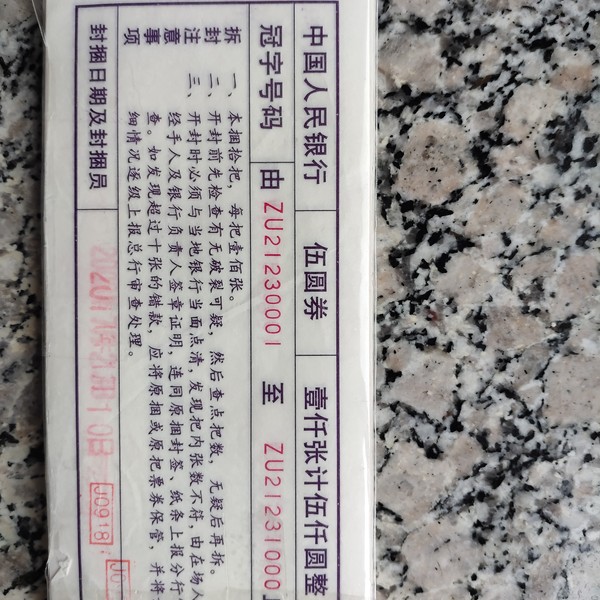 中国人民银行 伍圆券 壹仟张计伍仟圆整
冠字号码 由 ZU21230001 至 ZU21231000
拆封注意事项
一、本捆拾把，每把壹佰张。
二、开封前先检查有无破裂可疑，然后查点把数，无疑后再拆。
三、开封时必须与当地银行当面点清，发现把内张数不符，由在场人
经手人及银行负责人签章证明，连同原捆封签、纸条上报分行
查。如发现超过十张的错款，应将原捆或原把票券保管，并将
细情况逐级上报总行审查处理。
封捆日期及封捆员 10日 J0918